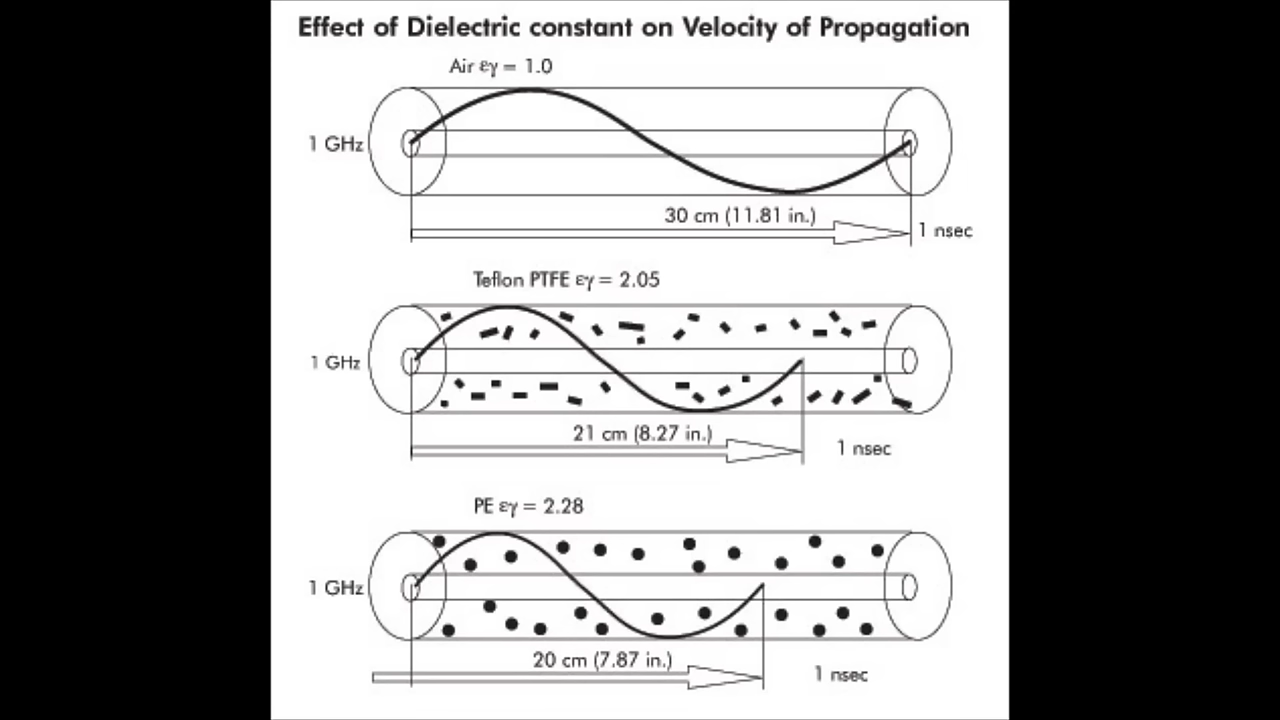 Effect of Dielectric constant on Velocity of Propagation
Air εγ = 1.0
1 GHz
30 cm (11.81 in.)
1 nsec
Teflon PTFE εγ = 2.05
1 GHz
21 cm (8.27 in.)
1 nsec
PE εγ = 2.28
1 GHz
20 cm (7.87 in.)
1 nsec